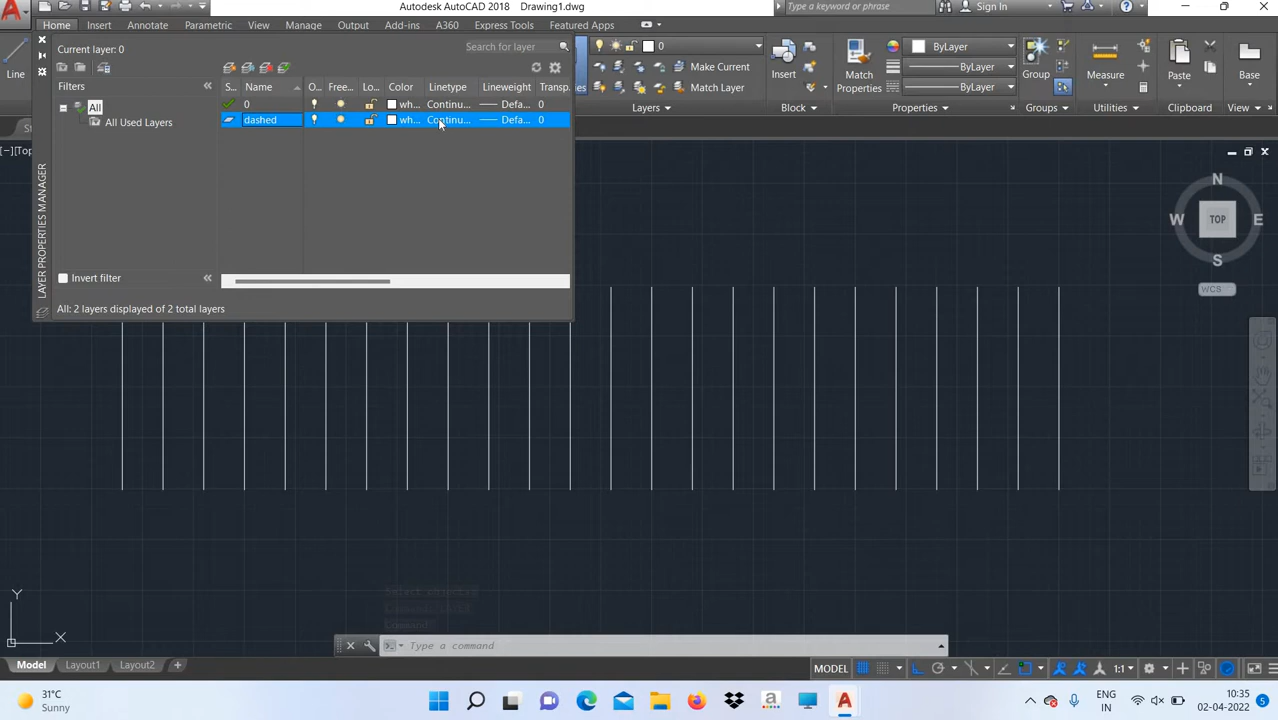 Autodesk AutoCAD 2018 Drawing1.dwg
Type a keyword or phrase
Sign In
Home Insert Annotate Parametric View Manage Output Add-ins A360 Express Tools Featured Apps
Current layer: 0
Search for layer
Filters
All
All Used Layers
S... Name O.. Free... Lo... Color Linetype Lineweight Transp.
0 wh... Continu... Defa... 0
dashed wh... Continu... Defa... 0
LAYER PROPERTIES MANAGER
Invert filter
All: 2 layers displayed of 2 total layers
Line
0
Make Current
Match Layer
Layers
Insert
Match
Properties
ByLayer
ByLayer
ByLayer
Properties
Group
Groups
Measure
Utilities
Paste
Clipboard
Base
View
[−][Top
N
W TOP E
S
WCS
Y
X
Command:
Type a command
Model Layout1 Layout2
MODEL 1:1
31°C
Sunny
ENG
IN
10:35
02-04-2022
5